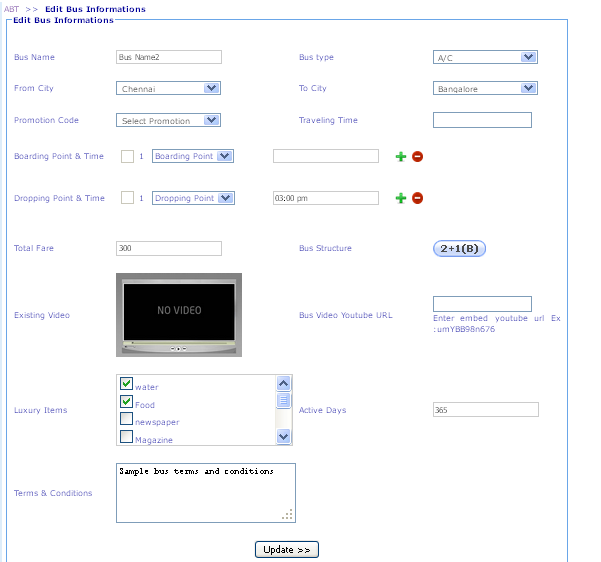 ABT >> Edit Bus Informations
Edit Bus Informations
Bus Name Bus Name2 Bus type A/C
From City Chennai To City Bangalore
Promotion Code Select Promotion Traveling Time
Boarding Point & Time 1 Boarding Point
Dropping Point & Time 1 Dropping Point 03:00 pm
Total Fare 300 Bus Structure 2+1(B)
NO VIDEO
Existing Video Bus Video Youtube URL
Enter embed youtube url Ex
:umYBB98n676
water
Food
Luxury Items Active Days 365
newspaper
Magazine
Sample bus terms and conditions
Terms & Conditions
Update >>